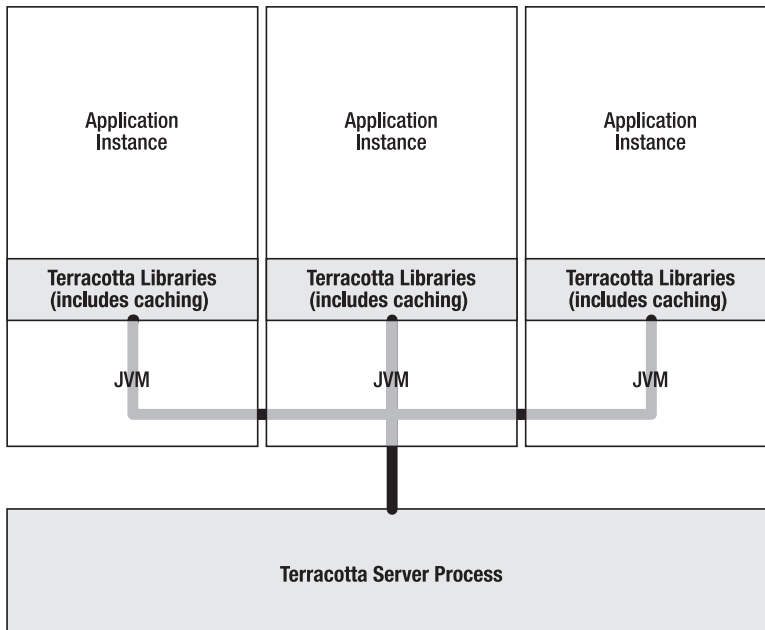 Application
Instance
Application
Instance
Application
Instance
Terracotta Libraries
(includes caching)
Terracotta Libraries
(includes caching)
Terracotta Libraries
(includes caching)
JVM
JVM
JVM
Terracotta Server Process